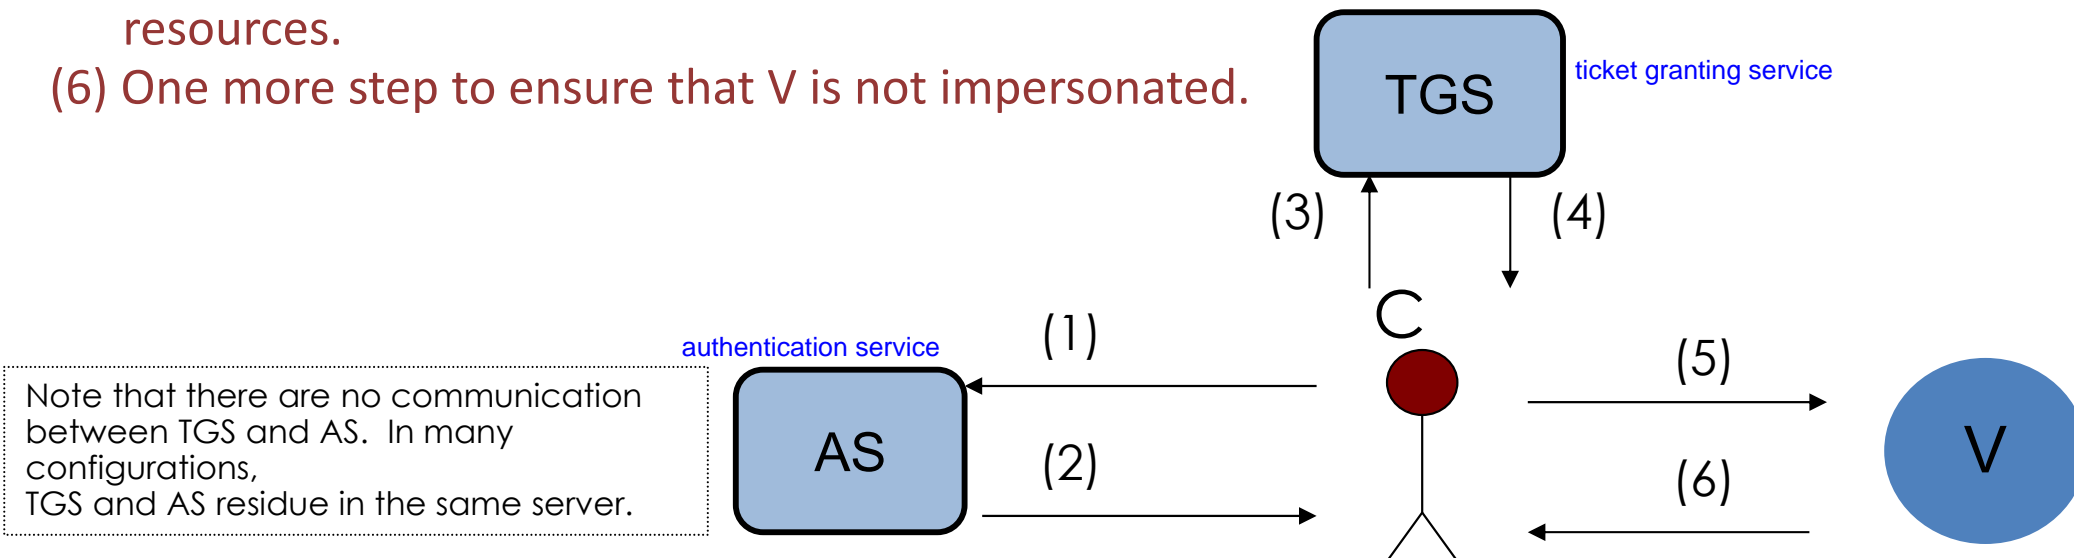 resources.
(6) One more step to ensure that V is not impersonated.
TGS
ticket granting service
(3)
(4)
C
(1)
authentication service
(5)
Note that there are no communication
between TGS and AS. In many
configurations,
TGS and AS residue in the same server.
AS
(2)
V
(6)